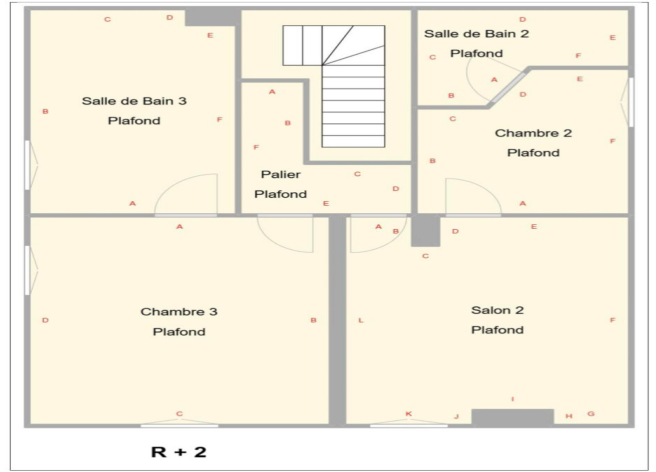 C D E
B
F
A
Salle de Bain 3
Plafond
D
E
C
F
A
B
Salle de Bain 2
Plafond
A
B
F
C
D
E
Palier
Plafond
E
D
C
B
F
A
Chambre 2
Plafond
A
D
B
C
Chambre 3
Plafond
A
B
C
D
E
L
F
I
K
J
H
G
Salon 2
Plafond
R + 2